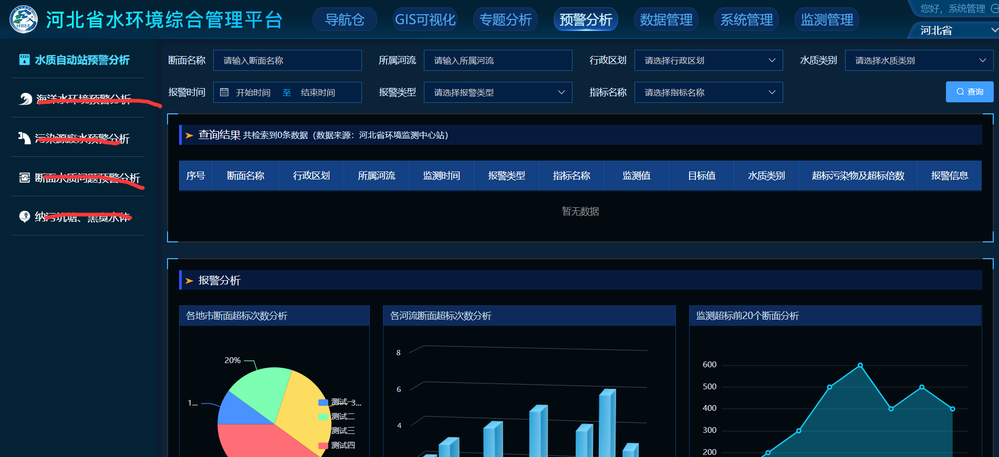 HBEE
河北省水环境综合管理平台
导航仓
GIS可视化
专题分析
预警分析
数据管理
系统管理
监测管理
您好，系统管理
河北省
水质自动站预警分析
海洋水环境预警分析
污染源废水预警分析
断面水质问题预警分析
纳污坑塘、黑臭水体
断面名称 请输入断面名称
所属河流 请输入所属河流
行政区划 请选择行政区划
水质类别 请选择水质类别
报警时间 开始时间 至 结束时间
报警类型 请选择报警类型
指标名称 请选择指标名称
查询
查询结果 共检索到0条数据（数据来源：河北省环境监测中心站）
序号 断面名称 行政区划 所属河流 监测时间 报警类型 指标名称 监测值 目标值 水质类别 超标污染物及超标倍数 报警信息
暂无数据
报警分析
各地市断面超标次数分析
20%
1...
3...
测试一
测试二
测试三
测试四
各河流断面超标次数分析
8
6
4
监测超标前20个断面分析
600
500
400
300
200